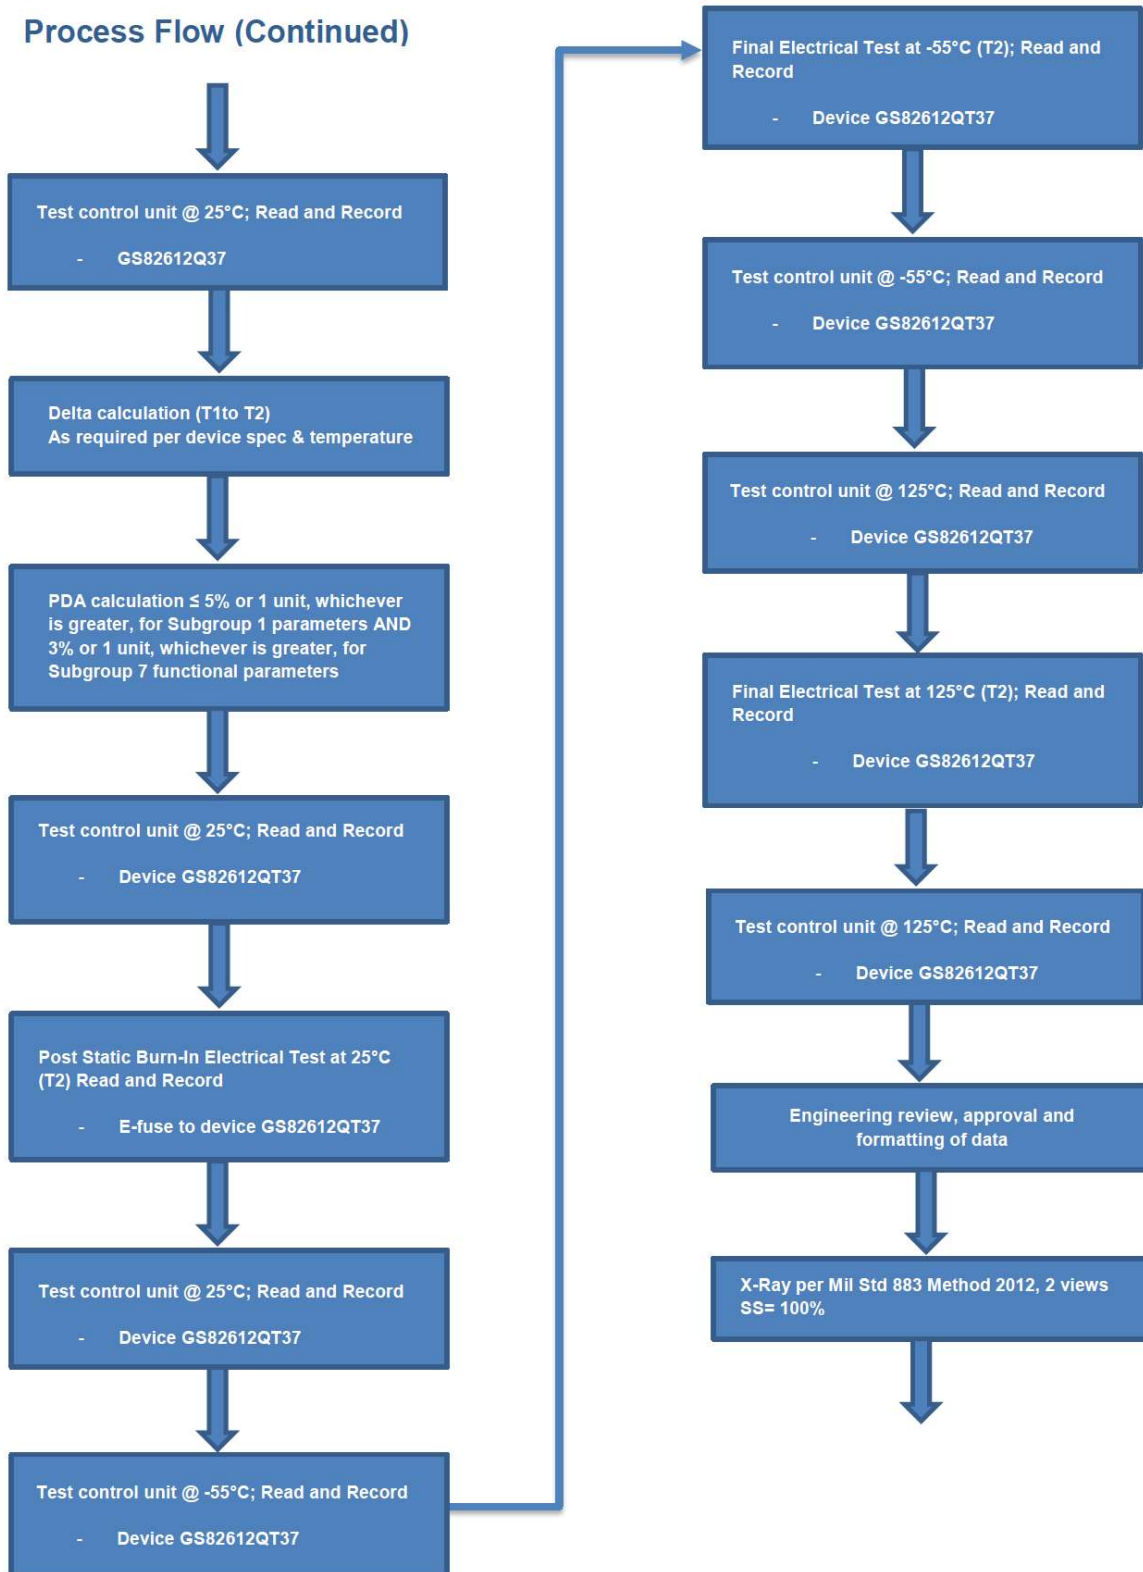 Process Flow (Continued)
Test control unit @ 25°C; Read and Record
- GS82612Q37
Delta calculation (T1to T2)
As required per device spec & temperature
PDA calculation ≤ 5% or 1 unit, whichever
is greater, for Subgroup 1 parameters AND
3% or 1 unit, whichever is greater, for
Subgroup 7 functional parameters
Test control unit @ 25°C; Read and Record
- Device GS82612QT37
Post Static Burn-In Electrical Test at 25°C
(T2) Read and Record
- E-fuse to device GS82612QT37
Test control unit @ 25°C; Read and Record
- Device GS82612QT37
Test control unit @ -55°C; Read and Record
- Device GS82612QT37
Final Electrical Test at -55°C (T2); Read and
Record
- Device GS82612QT37
Test control unit @ -55°C; Read and Record
- Device GS82612QT37
Test control unit @ 125°C; Read and Record
- Device GS82612QT37
Final Electrical Test at 125°C (T2); Read and
Record
- Device GS82612QT37
Test control unit @ 125°C; Read and Record
- Device GS82612QT37
Engineering review, approval and
formatting of data
X-Ray per Mil Std 883 Method 2012, 2 views
SS= 100%